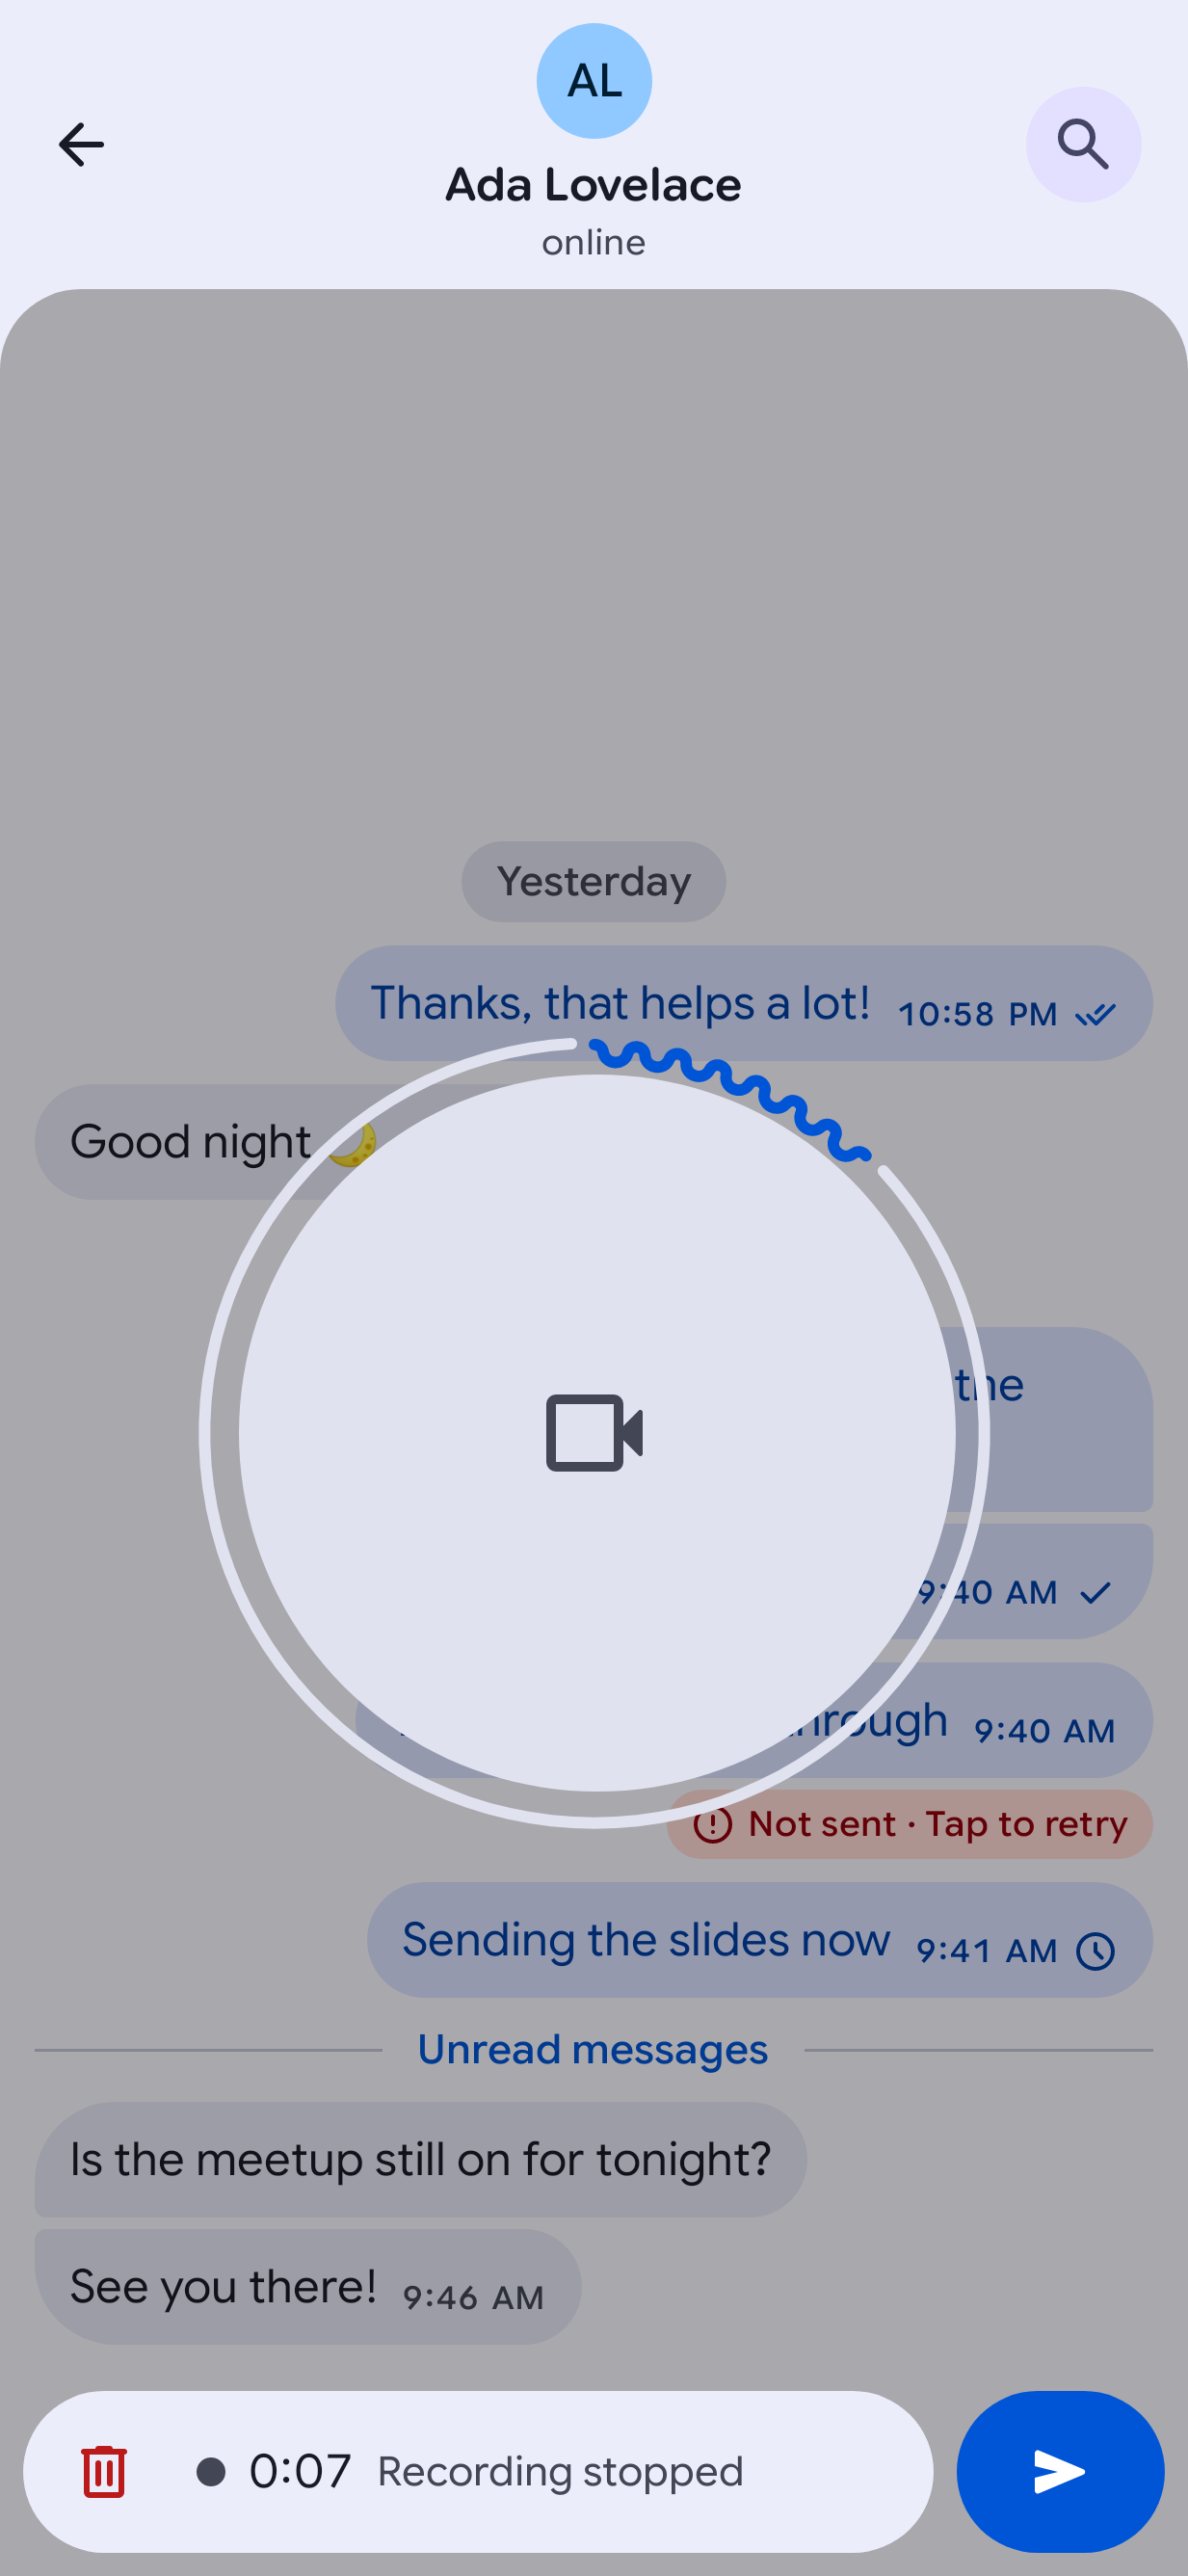 AL
Ada Lovelace
online
Yesterday
Thanks, that helps a lot! 10:58 PM
Good night 🌙
the
9:40 AM
9:40 AM
Not sent · Tap to retry
Sending the slides now 9:41 AM
Unread messages
Is the meetup still on for tonight?
See you there! 9:46 AM
0:07 Recording stopped